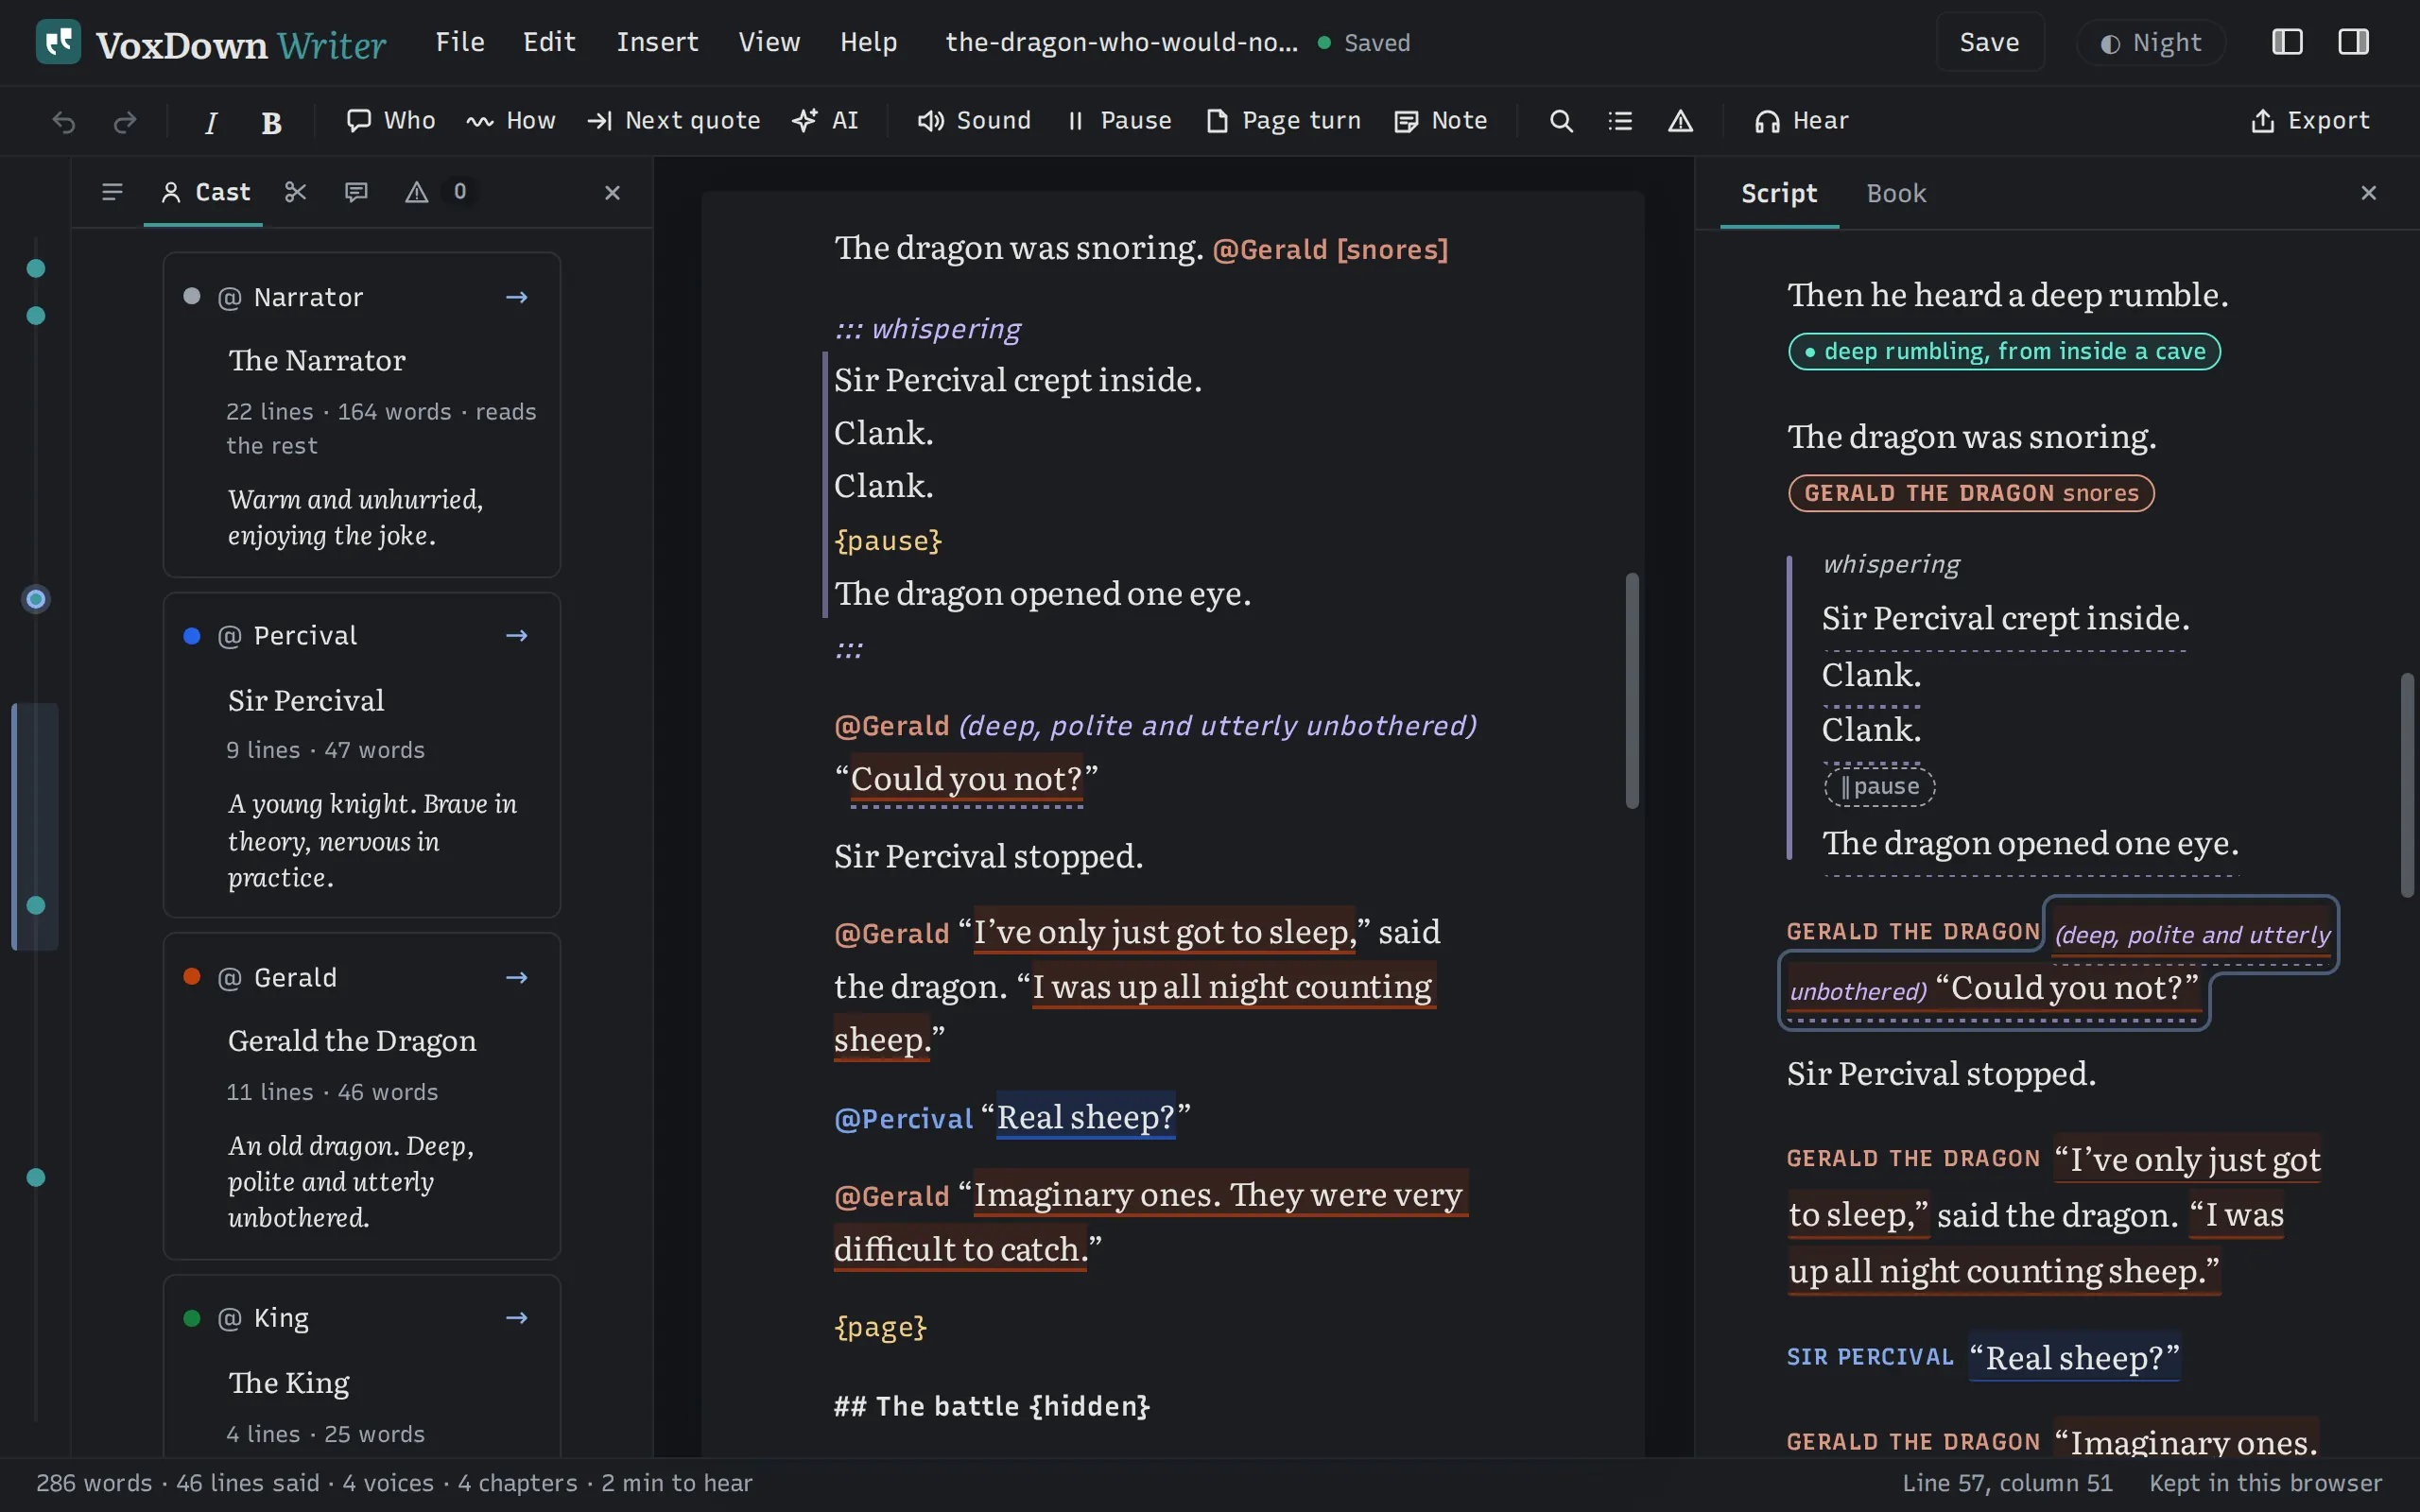 VoxDown Writer File Edit Insert View Help the-dragon-who-would-no... Saved Save Night
I B Who How Next quote AI Sound Pause Page turn Note Hear Export
Cast 0
@ Narrator
The Narrator
22 lines · 164 words · reads
the rest
Warm and unhurried,
enjoying the joke.
@ Percival
Sir Percival
9 lines · 47 words
A young knight. Brave in
theory, nervous in
practice.
@ Gerald
Gerald the Dragon
11 lines · 46 words
An old dragon. Deep,
polite and utterly
unbothered.
@ King
The King
4 lines · 25 words
The dragon was snoring. @Gerald [snores]
::: whispering
Sir Percival crept inside.
Clank.
Clank.
{pause}
The dragon opened one eye.
:::
@Gerald (deep, polite and utterly unbothered)
“Could you not?”
Sir Percival stopped.
@Gerald “I’ve only just got to sleep,” said
the dragon. “I was up all night counting
sheep.”
@Percival “Real sheep?”
@Gerald “Imaginary ones. They were very
difficult to catch.”
{page}
## The battle {hidden}
Script Book
Then he heard a deep rumble.
deep rumbling, from inside a cave
The dragon was snoring.
GERALD THE DRAGON snores
whispering
Sir Percival crept inside.
Clank.
Clank.
pause
The dragon opened one eye.
GERALD THE DRAGON (deep, polite and utterly
unbothered) “Could you not?”
Sir Percival stopped.
GERALD THE DRAGON “I’ve only just got
to sleep,” said the dragon. “I was
up all night counting sheep.”
SIR PERCIVAL “Real sheep?”
GERALD THE DRAGON “Imaginary ones.
286 words · 46 lines said · 4 voices · 4 chapters · 2 min to hear
Line 57, column 51 Kept in this browser